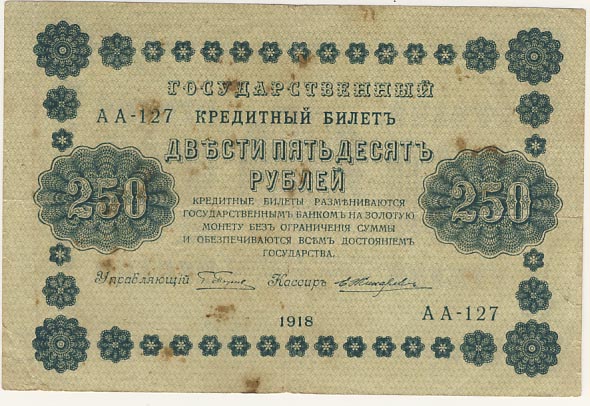 ГОСУДАРСТВЕННЫЙ
АА-127 КРЕДИТНЫЙ БИЛЕТЪ
ДВѢСТИ ПЯТЬДЕСЯТЪ
РУБЛЕЙ
250 250
КРЕДИТНЫЕ БИЛЕТЫ РАЗМѢНИВАЮТСЯ
ГОСУДАРСТВЕННЫМЪ БАНКОМЪ НА ЗОЛОТУЮ
МОНЕТУ БЕЗЪ ОГРАНИЧЕНІЯ СУММЫ
И ОБЕЗПЕЧИВАЮТСЯ ВСѢМЪ ДОСТОЯНІЕМЪ
ГОСУДАРСТВА.
Управляющій Кассиръ
1918
АА-127